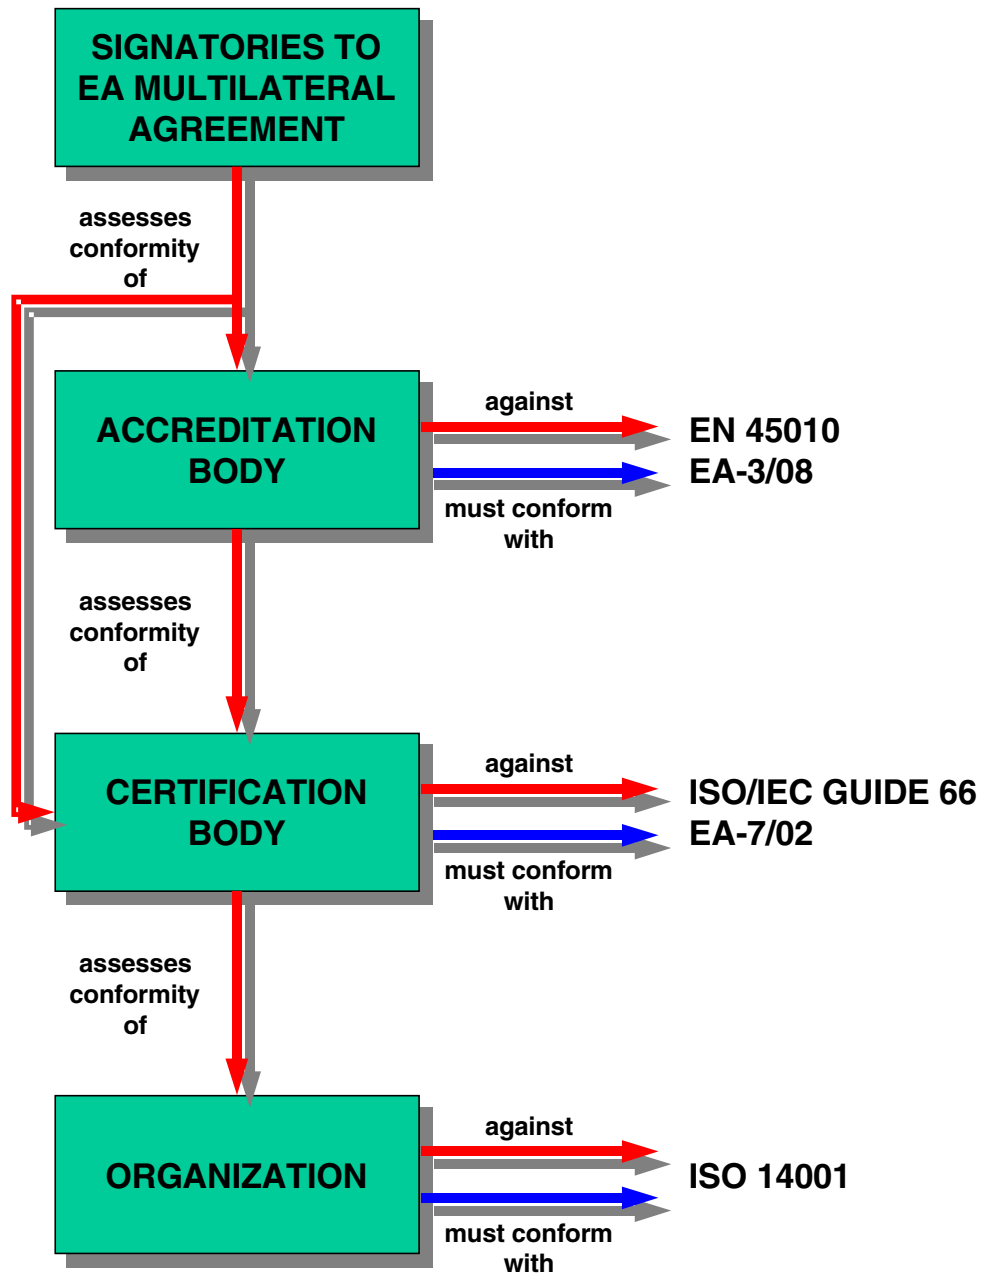 SIGNATORIES TO
EA MULTILATERAL
AGREEMENT
assesses
conformity
of
ACCREDITATION
BODY
against
EN 45010
EA-3/08
must conform
with
assesses
conformity
of
CERTIFICATION
BODY
against
ISO/IEC GUIDE 66
EA-7/02
must conform
with
assesses
conformity
of
ORGANIZATION
against
ISO 14001
must conform
with